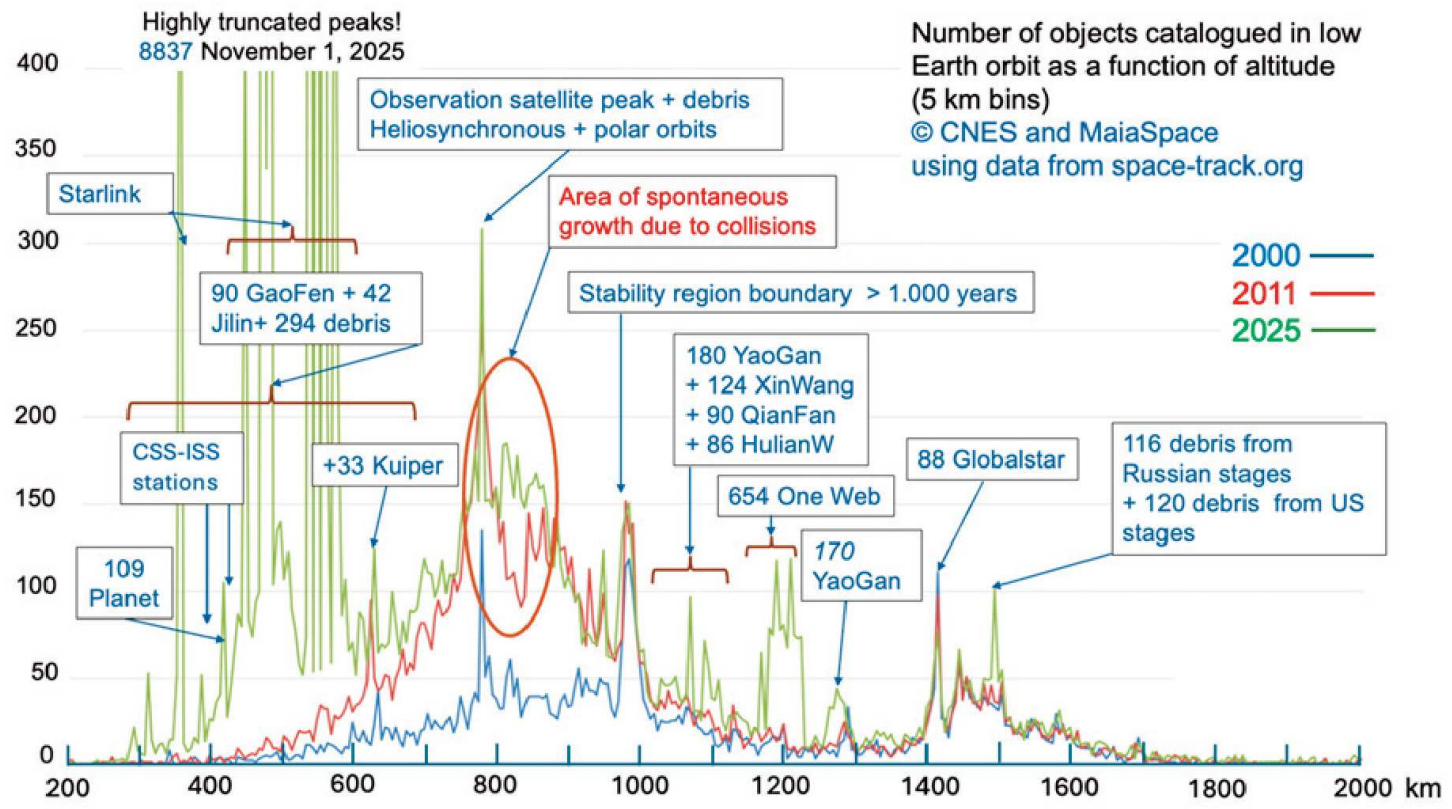 Highly truncated peaks!
8837 November 1, 2025
Number of objects catalogued in low
Earth orbit as a function of altitude
(5 km bins)
© CNES and MaiaSpace
using data from space-track.org
Observation satellite peak + debris
Heliosynchronous + polar orbits
Starlink
Area of spontaneous
growth due to collisions
2000
2011
2025
90 GaoFen + 42
Jilin+ 294 debris
Stability region boundary > 1.000 years
180 YaoGan
+ 124 XinWang
+ 90 QianFan
+ 86 HulianW
CSS-ISS
stations
+33 Kuiper
88 Globalstar
116 debris from
Russian stages
+ 120 debris from US
stages
654 One Web
170
YaoGan
109
Planet
400
350
300
250
200
150
100
50
0
200 400 600 800 1000 1200 1400 1600 1800 2000 km